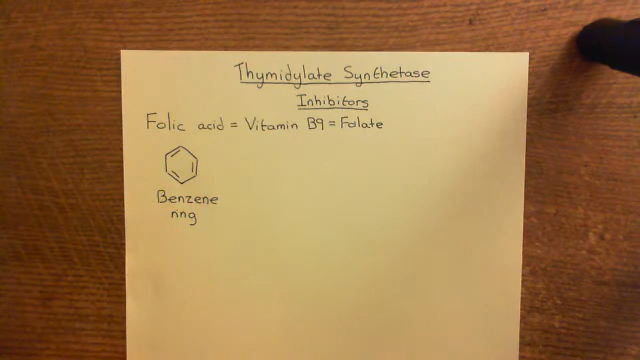 Thymidylate Synthetase
Inhibitors
Folic acid = Vitamin B9 = Folate
Benzene
ring